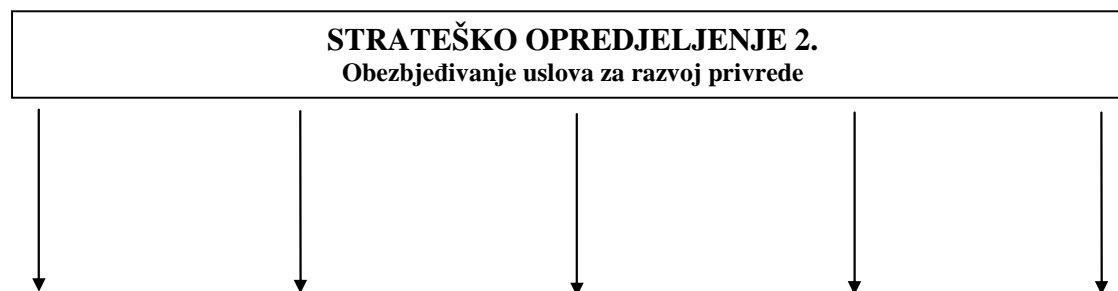 STRATEŠKO OPREDJELJENJE 2.
Obezbjeđivanje uslova za razvoj privrede